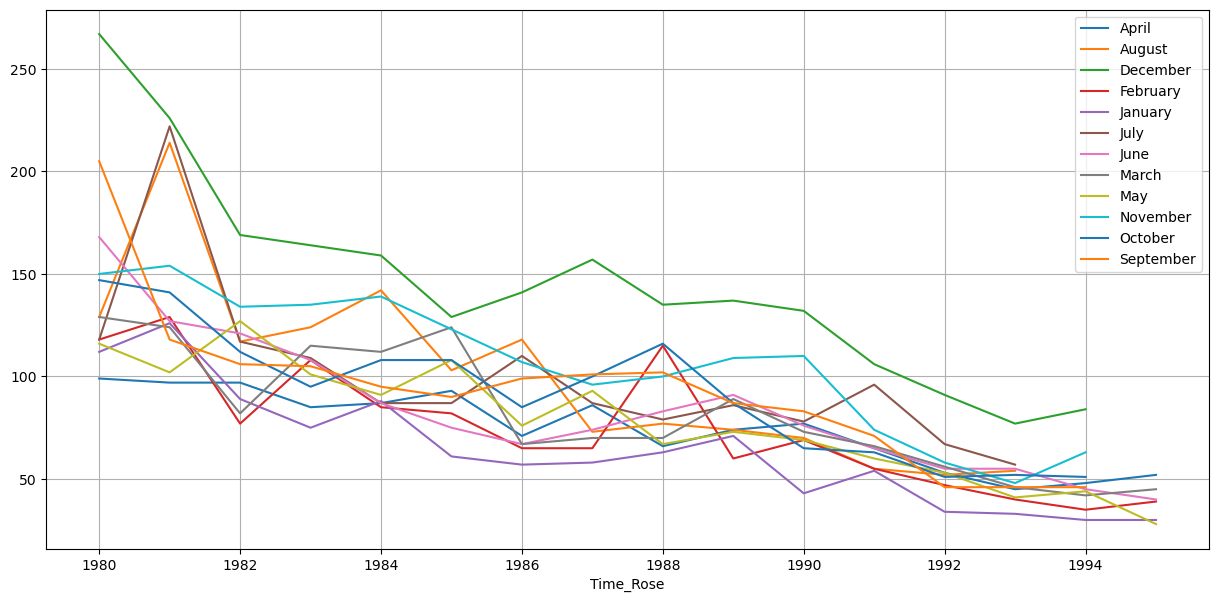 250
200
150
100
50
1980
1982
1984
1986
1988
1990
1992
1994
Time_Rose
April
August
December
February
January
July
June
March
May
November
October
September